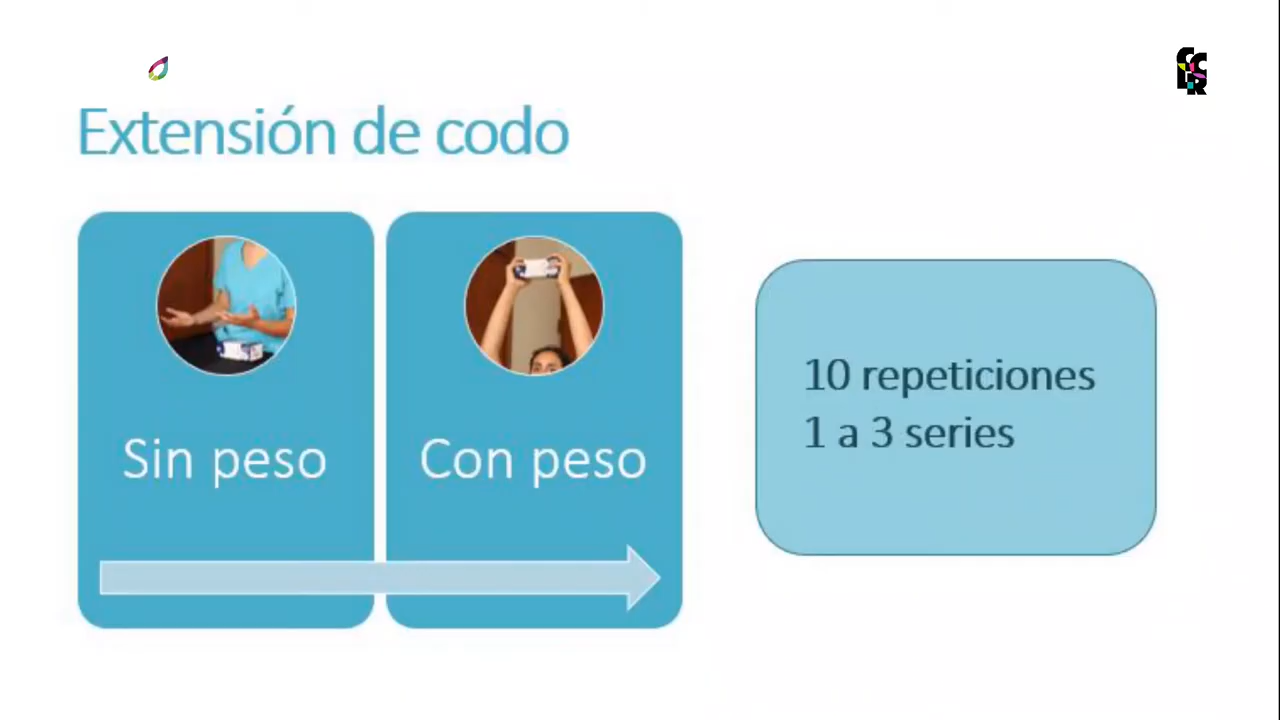 Extensión de codo
Sin peso
Con peso
10 repeticiones
1 a 3 series